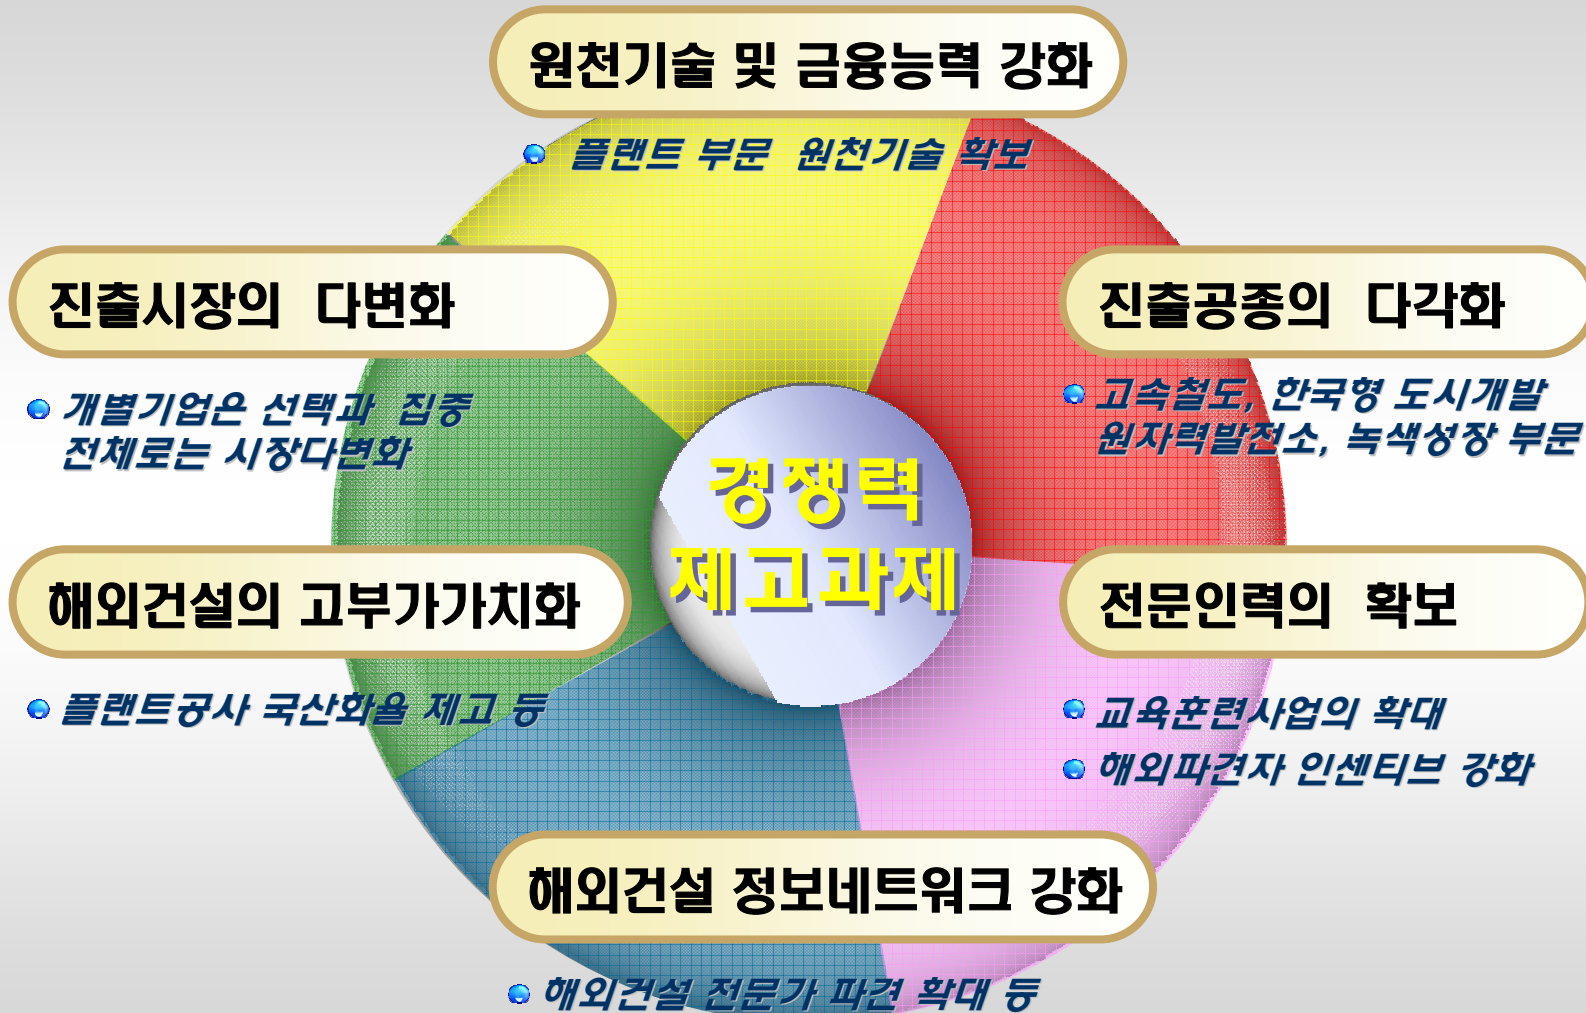 원천기술 및 금융능력 강화
플랜트 부문 원천기술 확보
진출시장의 다변화
개별기업은 선택과 집중
전체로는 시장다변화
진출공종의 다각화
고속철도, 한국형 도시개발
원자력발전소, 녹색성장 부문
경쟁력
제고과제
해외건설의 고부가가치화
플랜트공사 국산화율 제고 등
전문인력의 확보
교육훈련사업의 확대
해외파견자 인센티브 강화
해외건설 정보네트워크 강화
해외건설 전문가 파견 확대 등